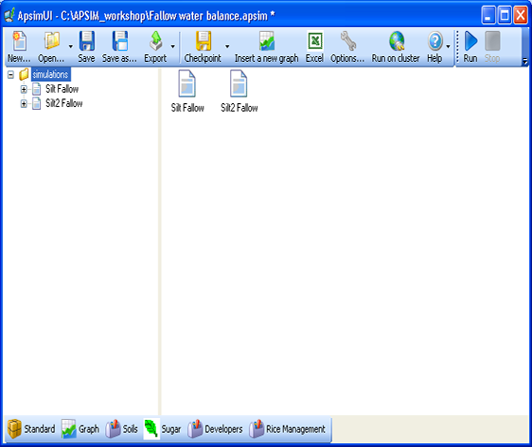 ApsimUI - C:\APSIM_workshop\Fallow water balance.apsim *
New... Open... Save Save as... Export Checkpoint Insert a new graph Excel Options... Run on cluster Help Run Stop
simulations
Silt Fallow
Silt2 Fallow
Silt Fallow Silt2 Fallow
Standard Graph Soils Sugar Developers Rice Management